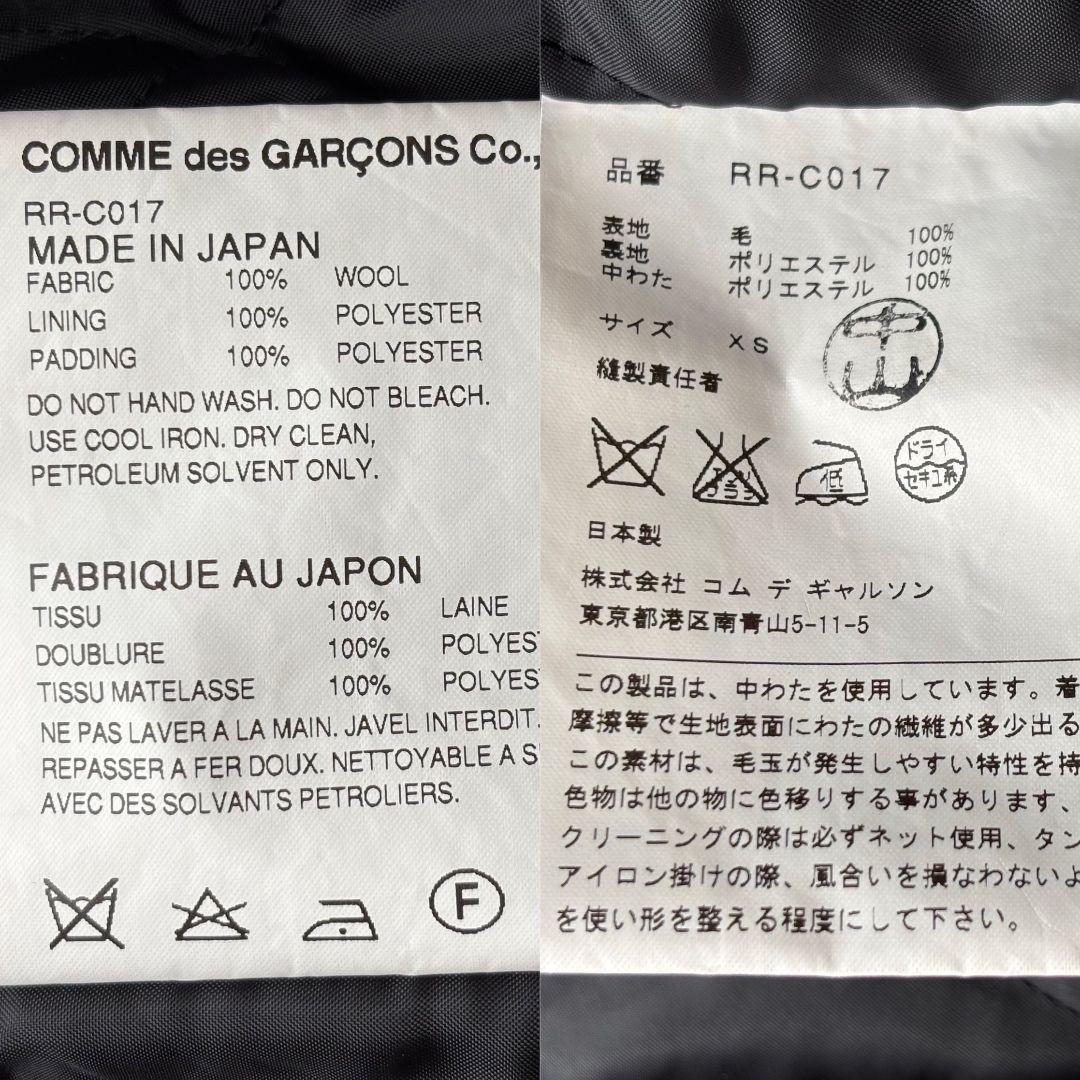 COMME des GARÇONS Co.,
RR-C017
MADE IN JAPAN
FABRIC 100% WOOL
LINING 100% POLYESTER
PADDING 100% POLYESTER
DO NOT HAND WASH. DO NOT BLEACH.
USE COOL IRON. DRY CLEAN,
PETROLEUM SOLVENT ONLY.
FABRIQUE AU JAPON
TISSU 100% LAINE
DOUBLURE 100% POLYES
TISSU MATELASSE 100% POLYES
NE PAS LAVER A LA MAIN. JAVEL INTERDIT.
REPASSER A FER DOUX. NETTOYABLE A S
AVEC DES SOLVANTS PETROLIERS.
F
品番 RR-C017
表地 毛 100%
裏地 ポリエステル 100%
中わた ポリエステル 100%
サイズ XS
縫製責任者 中山
低
ドライ
セキユ系
日本製
株式会社 コム デ ギャルソン
東京都港区南青山5-11-5
この製品は、中わたを使用しています。着
摩擦等で生地表面にわたの繊維が多少出る
この素材は、毛玉が発生しやすい特性を持
色物は他の物に色移りする事があります、
クリーニングの際は必ずネット使用、タン
アイロン掛けの際、風合いを損なわないよ
を使い形を整える程度にして下さい。